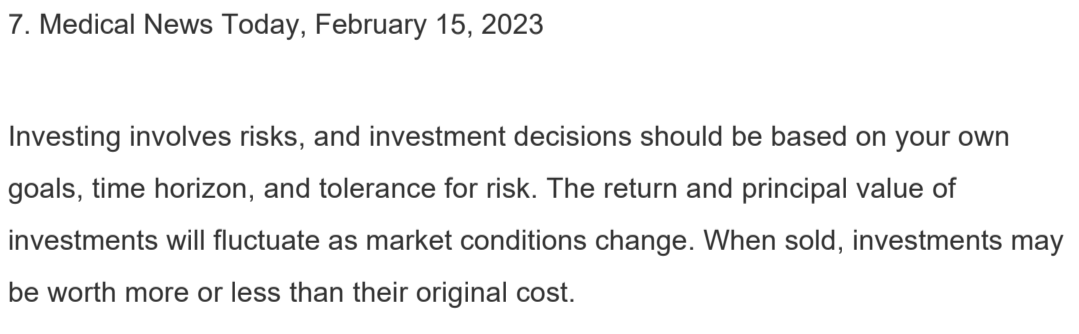 7. Medical News Today, February 15, 2023
Investing involves risks, and investment decisions should be based on your own
goals, time horizon, and tolerance for risk. The return and principal value of
investments will fluctuate as market conditions change. When sold, investments may
be worth more or less than their original cost.